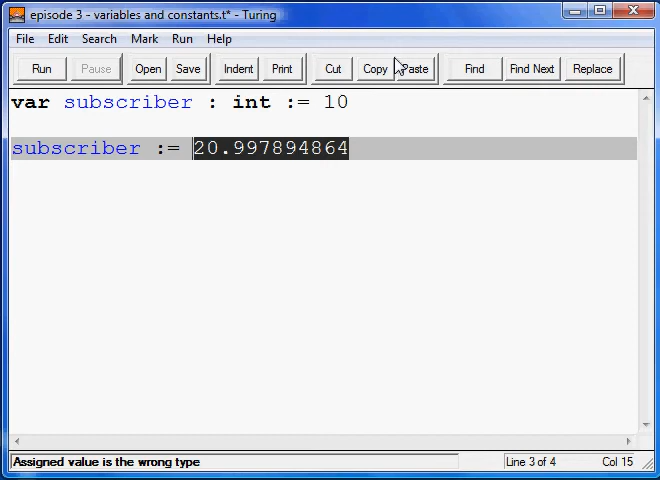 episode 3 - variables and constants.t* - Turing
File Edit Search Mark Run Help
Run Pause Open Save Indent Print Cut Copy Paste Find Find Next Replace
var subscriber : int := 10
subscriber := 20.997894864
Assigned value is the wrong type Line 3 of 4 Col 15